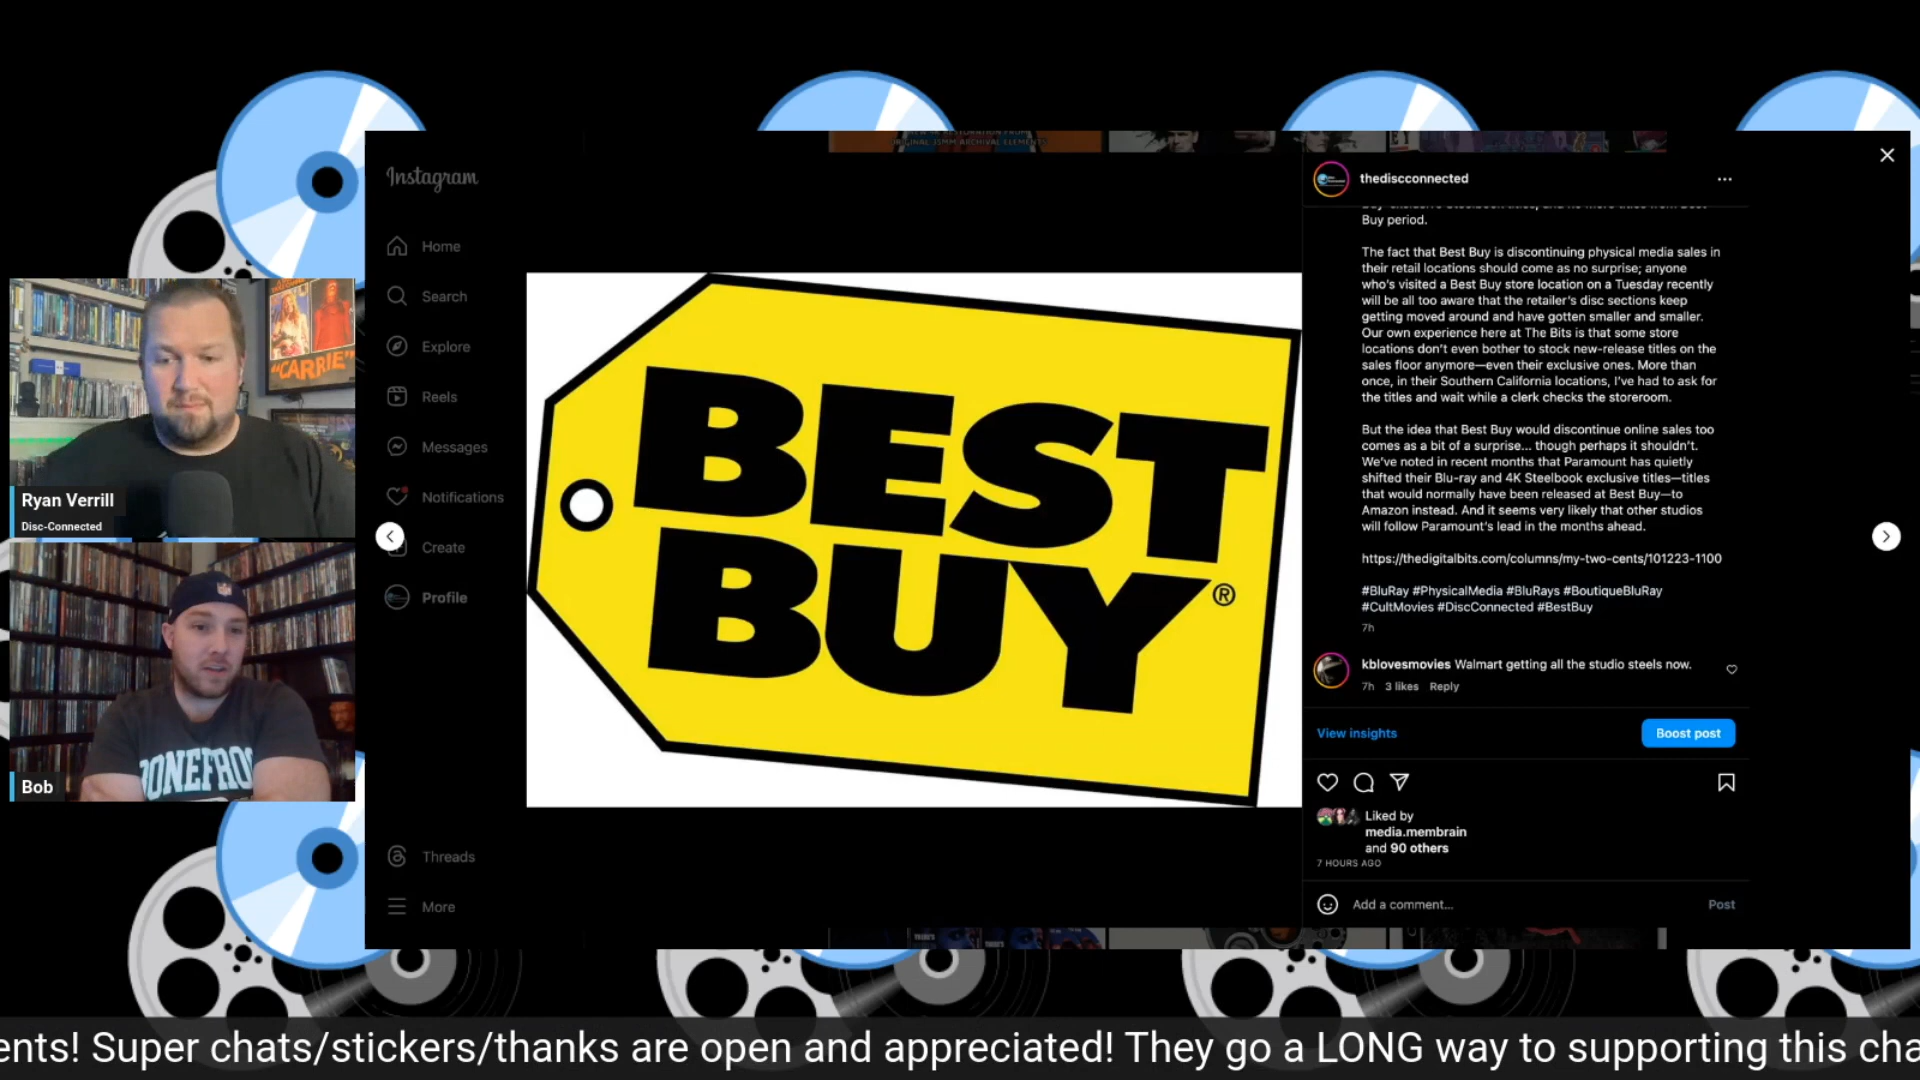 NEW 4K RESTORATION FROM
ORIGINAL 35MM ARCHIVAL ELEMENTS
Instagram
Home
Search
Explore
Reels
Messages
Notifications
Create
Profile
Threads
More
"CARRIE"
Ryan Verrill
Disc-Connected
BONEFRO
Bob
BEST
BUY®
thediscconnected
Buy period.
The fact that Best Buy is discontinuing physical media sales in
their retail locations should come as no surprise; anyone
who's visited a Best Buy store location on a Tuesday recently
will be all too aware that the retailer's disc sections keep
getting moved around and have gotten smaller and smaller.
Our own experience here at The Bits is that some store
locations don't even bother to stock new-release titles on the
sales floor anymore—even their exclusive ones. More than
once, in their Southern California locations, I've had to ask for
the titles and wait while a clerk checks the storeroom.
But the idea that Best Buy would discontinue online sales too
comes as a bit of a surprise... though perhaps it shouldn't.
We've noted in recent months that Paramount has quietly
shifted their Blu-ray and 4K Steelbook exclusive titles—titles
that would normally have been released at Best Buy—to
Amazon instead. And it seems very likely that other studios
will follow Paramount's lead in the months ahead.
https://thedigitalbits.com/columns/my-two-cents/101223-1100
#BluRay #PhysicalMedia #BluRays #BoutiqueBluRay
#CultMovies #DiscConnected #BestBuy
7h
kblovesmovies Walmart getting all the studio steels now.
7h 3 likes Reply
View insights
Boost post
Liked by
media.membrain
and 90 others
7 HOURS AGO
Add a comment...
Post
ents! Super chats/stickers/thanks are open and appreciated! They go a LONG way to supporting this cha